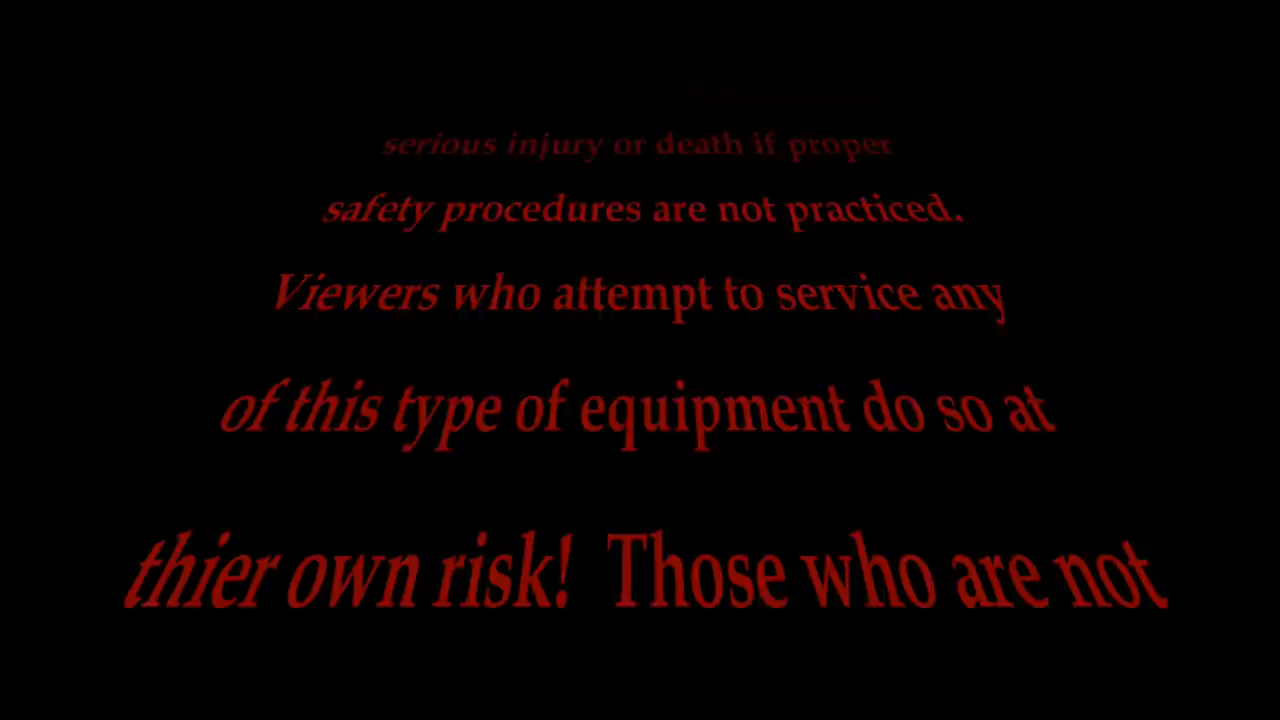 serious injury or death if proper
safety procedures are not practiced.
Viewers who attempt to service any
of this type of equipment do so at
thier own risk!  Those who are not